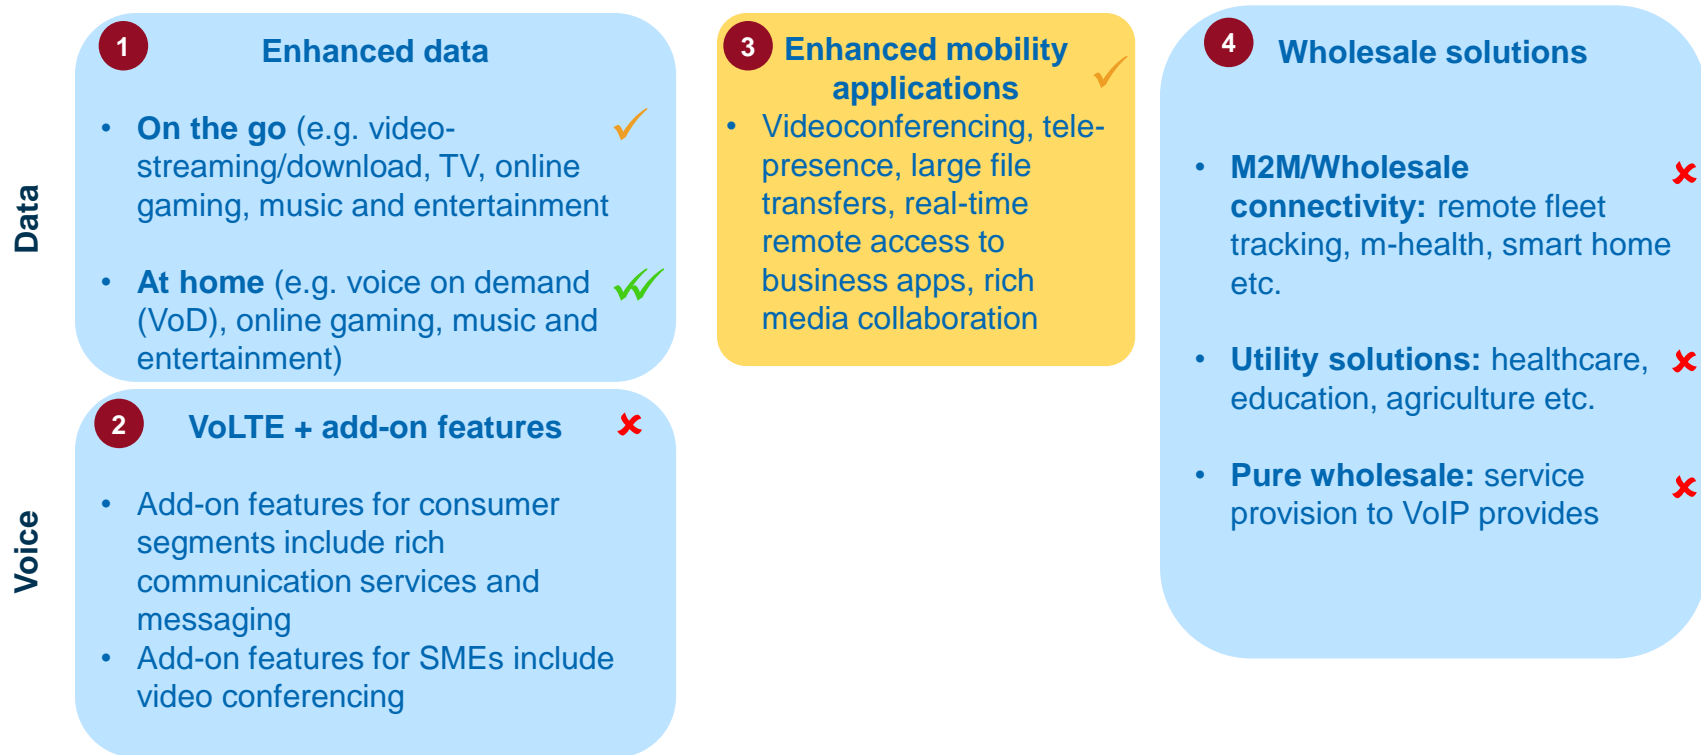 Data
Voice
1
Enhanced data
• On the go (e.g. video-
streaming/download, TV, online
gaming, music and entertainment
• At home (e.g. voice on demand
(VoD), online gaming, music and
entertainment)
2
VoLTE + add-on features
• Add-on features for consumer
segments include rich
communication services and
messaging
• Add-on features for SMEs include
video conferencing
3
Enhanced mobility
applications
• Videoconferencing, tele-
presence, large file
transfers, real-time
remote access to
business apps, rich
media collaboration
4
Wholesale solutions
• M2M/Wholesale
connectivity: remote fleet
tracking, m-health, smart home
etc.
• Utility solutions: healthcare,
education, agriculture etc.
• Pure wholesale: service
provision to VoIP provides